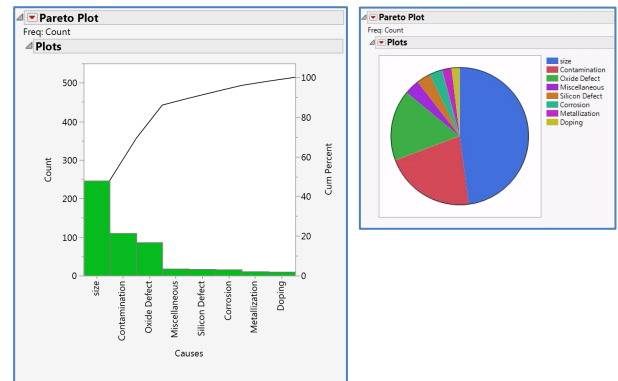 Pareto Plot
Freq: Count
Plots
500
400
300
200
100
0
Count
100
80
60
40
20
0
Cum Percent
size
Contamination
Oxide Defect
Miscellaneous
Silicon Defect
Corrosion
Metallization
Doping
Causes
Pareto Plot
Freq: Count
Plots
size
Contamination
Oxide Defect
Miscellaneous
Silicon Defect
Corrosion
Metallization
Doping